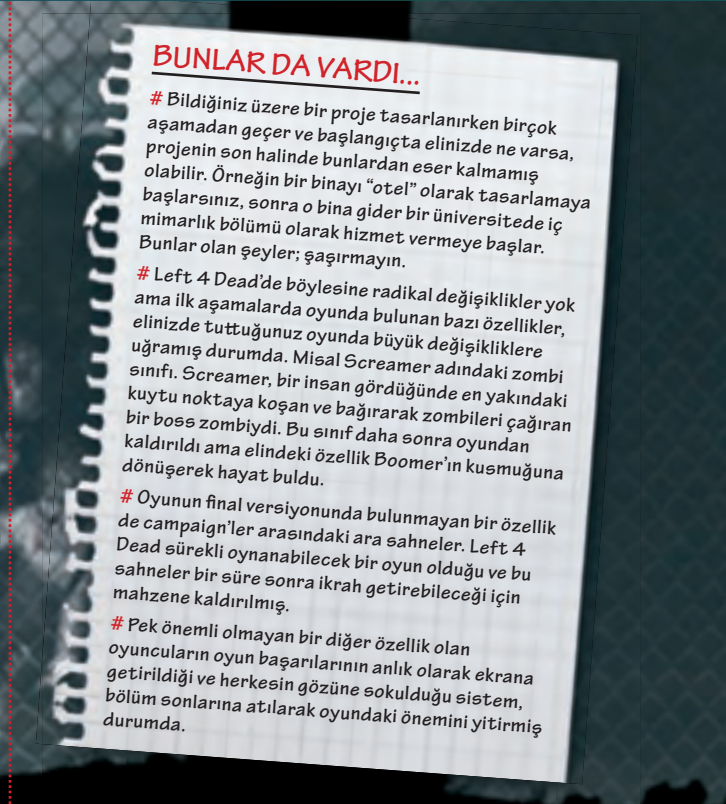 BUNLAR DA VARDI...
# Bildiğiniz üzere bir proje tasarlanırken birçok
aşamadan geçer ve başlangıçta elinizde ne varsa,
projenin son halinde bunlardan eser kalmamış
olabilir. Örneğin bir binayı “otel” olarak tasarlamaya
başlarsınız, sonra o bina gider bir üniversitede iç
mimarlık bölümü olarak hizmet vermeye başlar.
Bunlar olan şeyler; şaşırmayın.
# Left 4 Dead’de böylesine radikal değişiklikler yok
ama ilk aşamalarda oyunda bulunan bazı özellikler,
elinizde tuttuğunuz oyunda büyük değişikliklere
uğramış durumda. Misal Screamer adındaki zombi
sınıfı. Screamer, bir insan gördüğünde en yakındaki
kuytu noktaya koşan ve bağırarak zombileri çağıran
bir boss zombiydi. Bu sınıf daha sonra oyundan
kaldırıldı ama elindeki özellik Boomer’ın kusmuğuna
dönüşerek hayat buldu.
# Oyunun final versiyonunda bulunmayan bir özellik
de campaign’ler arasındaki ara sahneler. Left 4
Dead sürekli oynanabilecek bir oyun olduğu ve bu
sahneler bir süre sonra ikrah getirebileceği için
mahzene kaldırılmış.
# Pek önemli olmayan bir diğer özellik olan
oyuncuların oyun başarılarının anlık olarak ekrana
getirildiği ve herkesin gözüne sokulduğu sistem,
bölüm sonlarına atılarak oyundaki önemini yitirmiş
durumda.